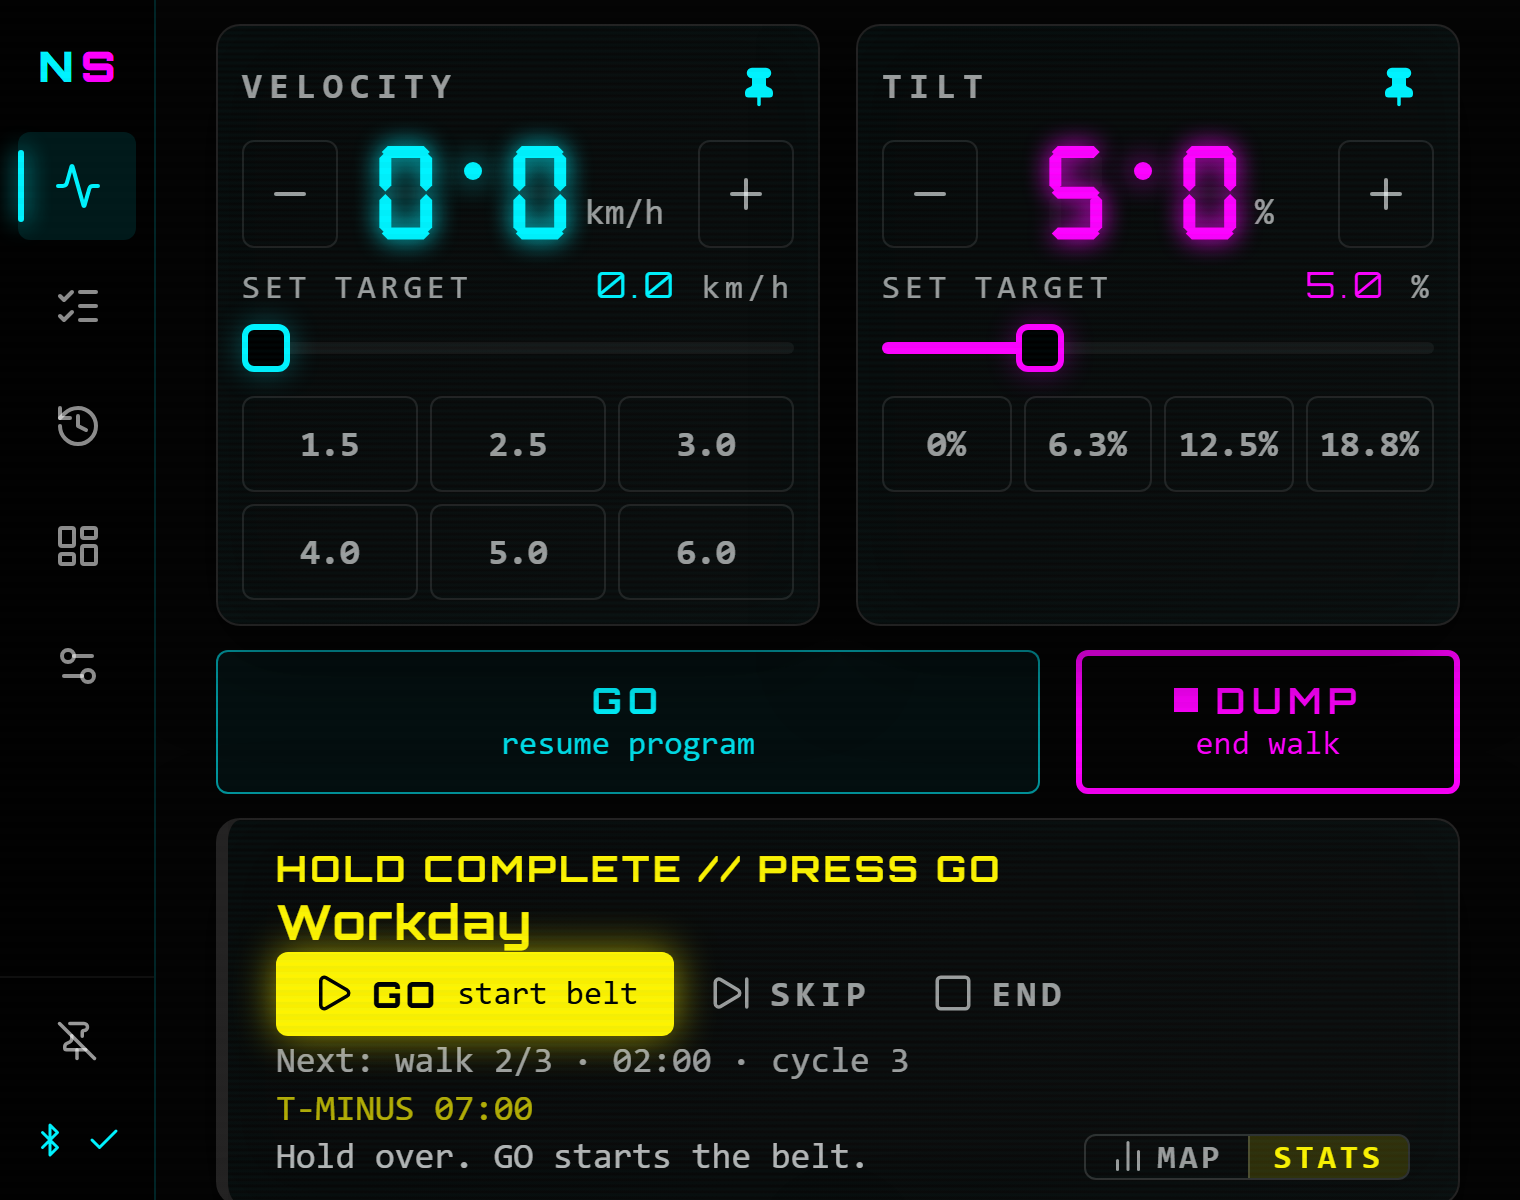 NS
VELOCITY
0.0 km/h
SET TARGET 0.0 km/h
1.5 2.5 3.0
4.0 5.0 6.0
TILT
5.0 %
SET TARGET 5.0 %
0% 6.3% 12.5% 18.8%
GO
resume program
DUMP
end walk
HOLD COMPLETE // PRESS GO
Workday
GO start belt SKIP END
Next: walk 2/3 · 02:00 · cycle 3
T-MINUS 07:00
Hold over. GO starts the belt.
MAP STATS